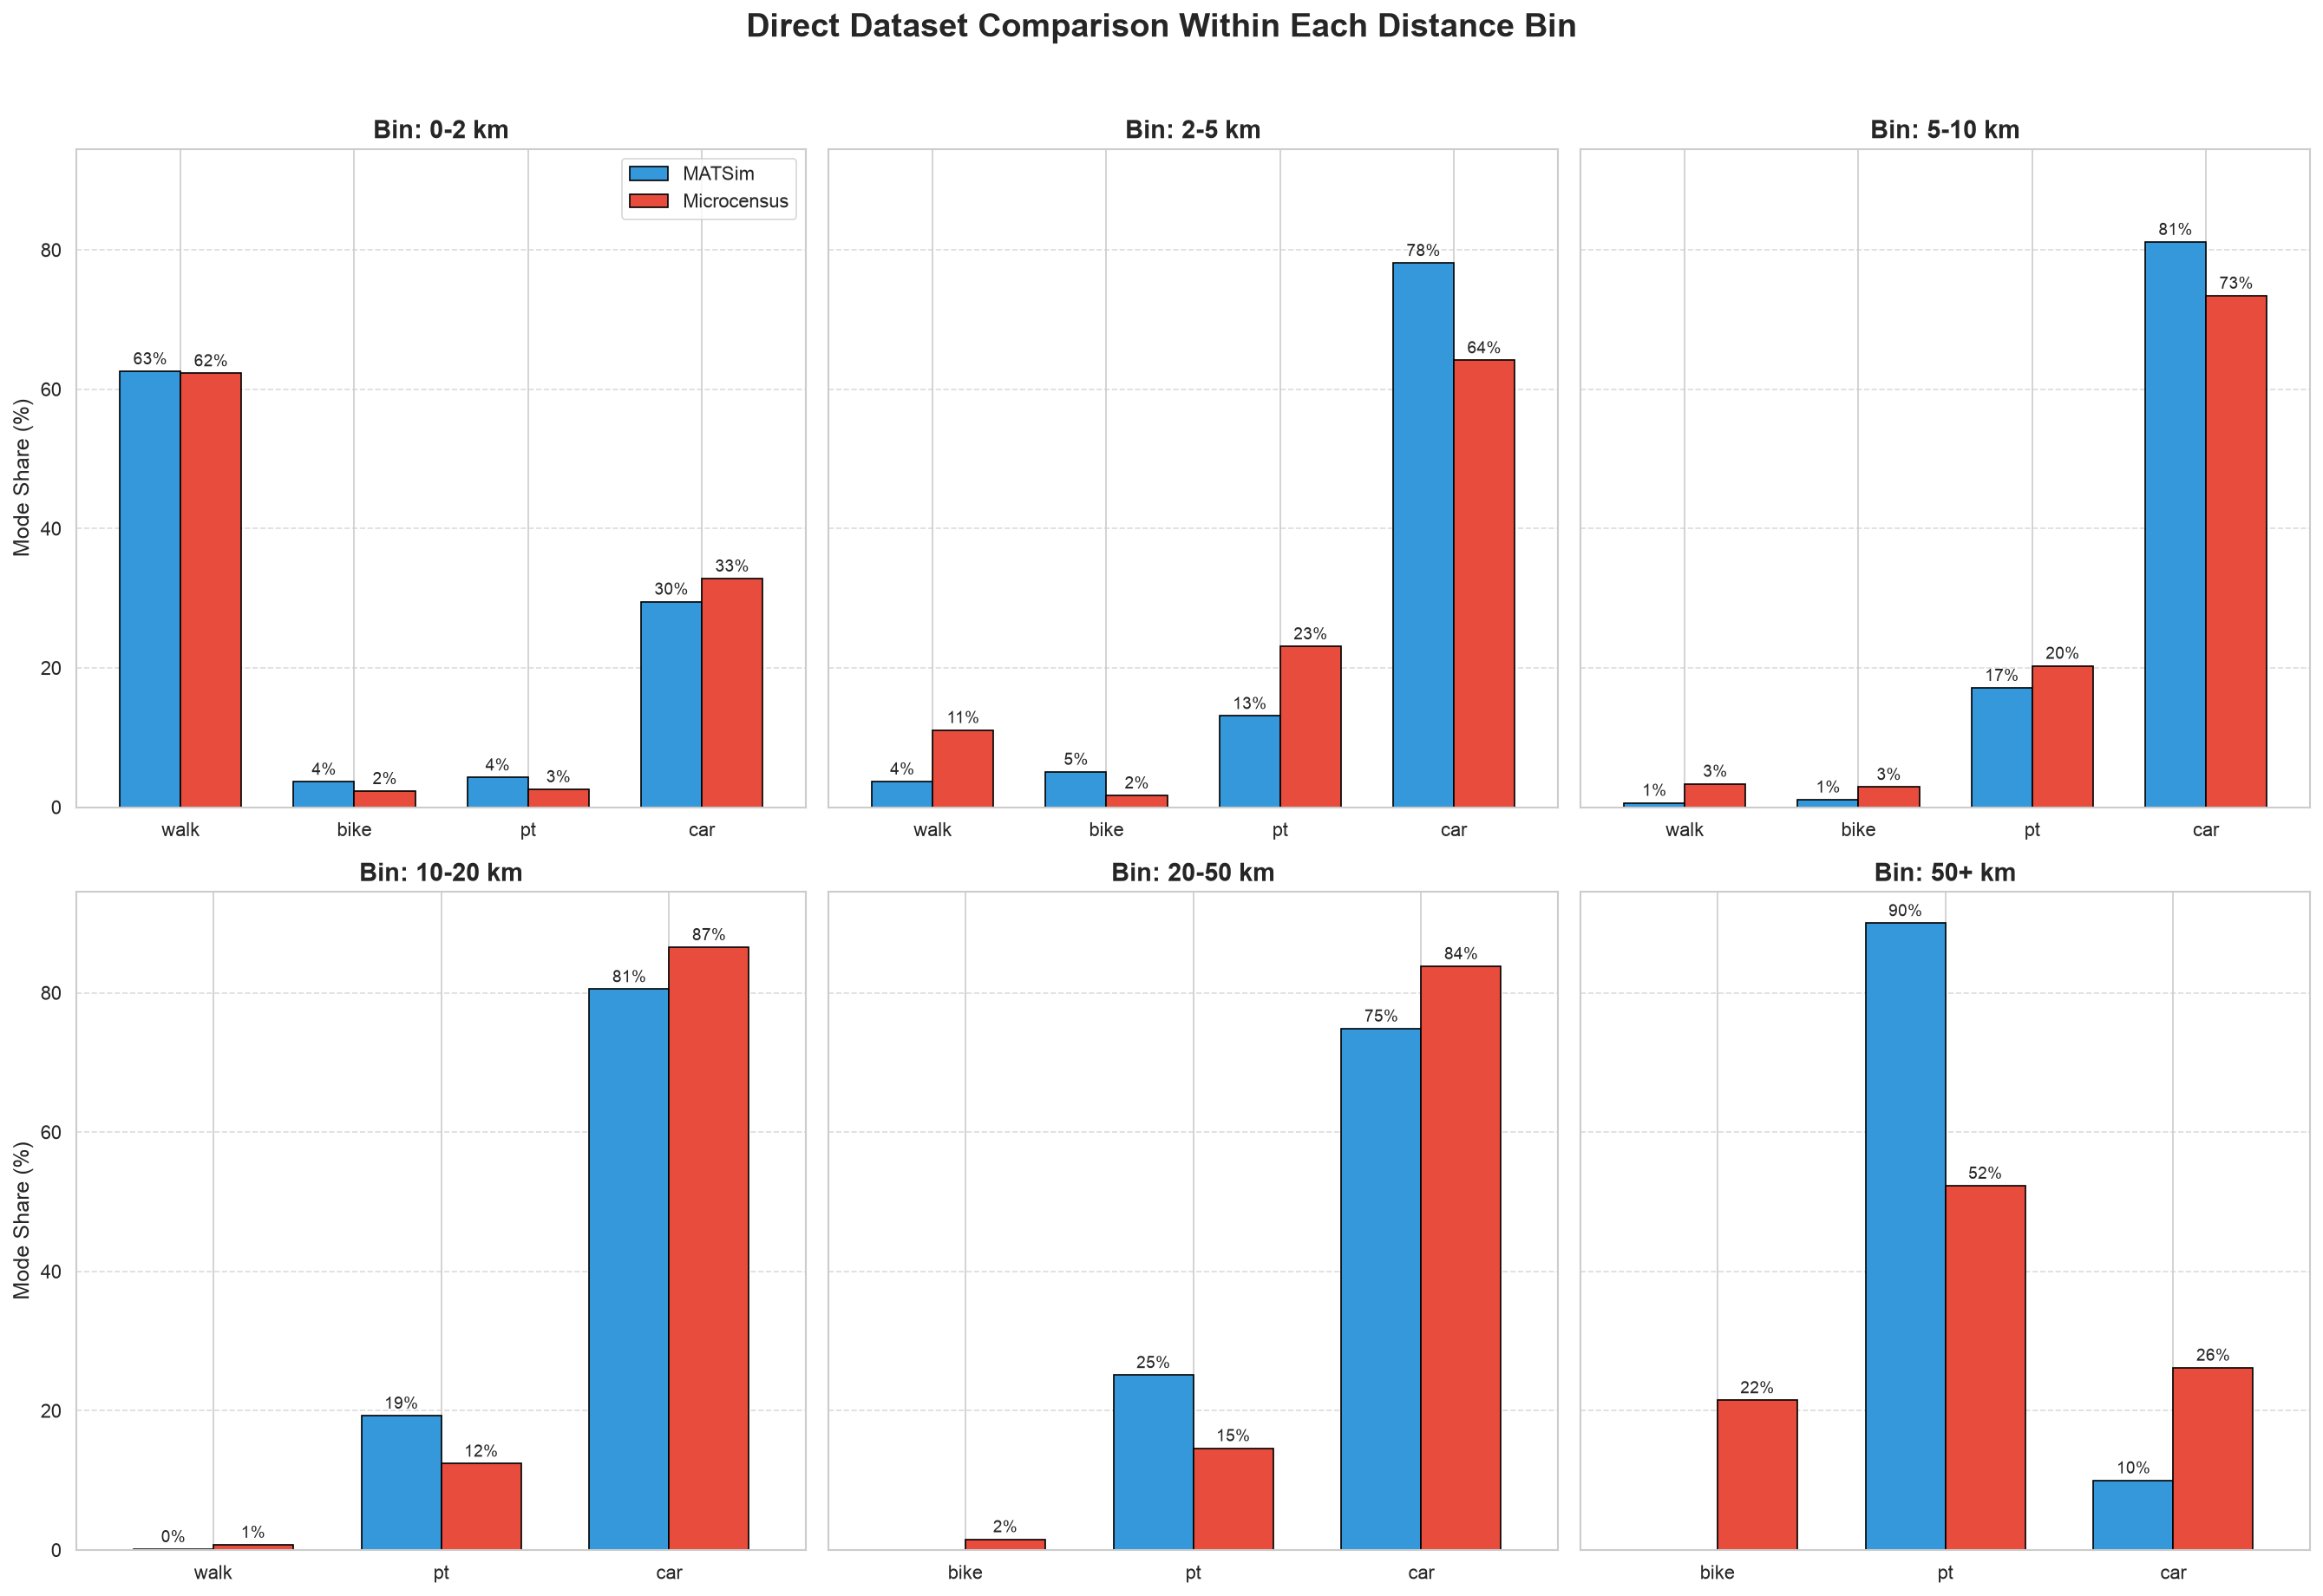 Direct Dataset Comparison Within Each Distance Bin
Bin: 0-2 km
MATSim
Microcensus
Mode Share (%)
80
60
40
20
0
63%
62%
4%
2%
4%
3%
30%
33%
walk
bike
pt
car
Bin: 2-5 km
4%
11%
5%
2%
13%
23%
78%
64%
walk
bike
pt
car
Bin: 5-10 km
1%
3%
1%
3%
17%
20%
81%
73%
walk
bike
pt
car
Bin: 10-20 km
Mode Share (%)
80
60
40
20
0
0%
1%
19%
12%
81%
87%
walk
pt
car
Bin: 20-50 km
2%
25%
15%
75%
84%
bike
pt
car
Bin: 50+ km
22%
90%
52%
10%
26%
bike
pt
car